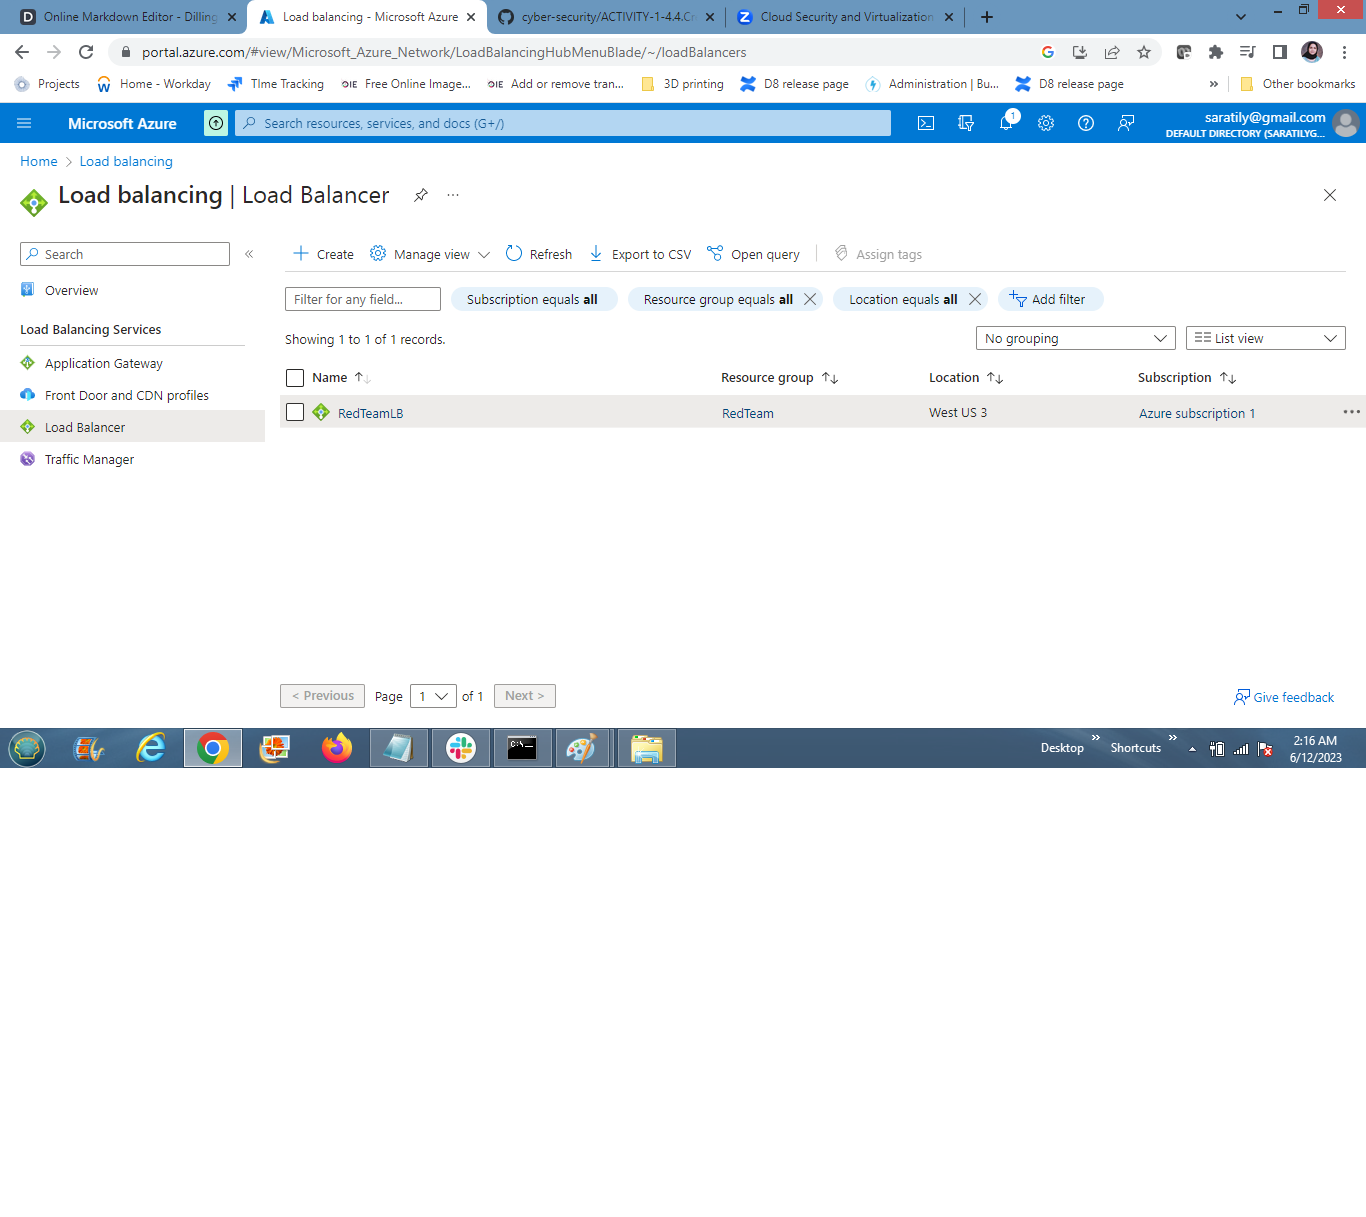 Online Markdown Editor - Dilling
Load balancing - Microsoft Azure
cyber-security/ACTIVITY-1-4.4.Cr
Cloud Security and Virtualization
portal.azure.com/#view/Microsoft_Azure_Network/LoadBalancingHubMenuBlade/~/loadBalancers
Projects
Home - Workday
TIme Tracking
Free Online Image...
Add or remove tran...
3D printing
D8 release page
Administration | Bu...
D8 release page
»
Other bookmarks
Microsoft Azure
Search resources, services, and docs (G+/)
1
saratily@gmail.com
DEFAULT DIRECTORY (SARATILYG...
Home > Load balancing
Load balancing | Load Balancer
...
Search
«
Create
Manage view
Refresh
Export to CSV
Open query
Assign tags
Overview
Filter for any field...
Subscription equals all
Resource group equals all
Location equals all
Add filter
Load Balancing Services
Showing 1 to 1 of 1 records.
No grouping
List view
Application Gateway
Name
Resource group
Location
Subscription
Front Door and CDN profiles
RedTeamLB
RedTeam
West US 3
Azure subscription 1
Load Balancer
Traffic Manager
< Previous
Page
1
of 1
Next >
Give feedback
Desktop
»
Shortcuts
»
2:16 AM
6/12/2023